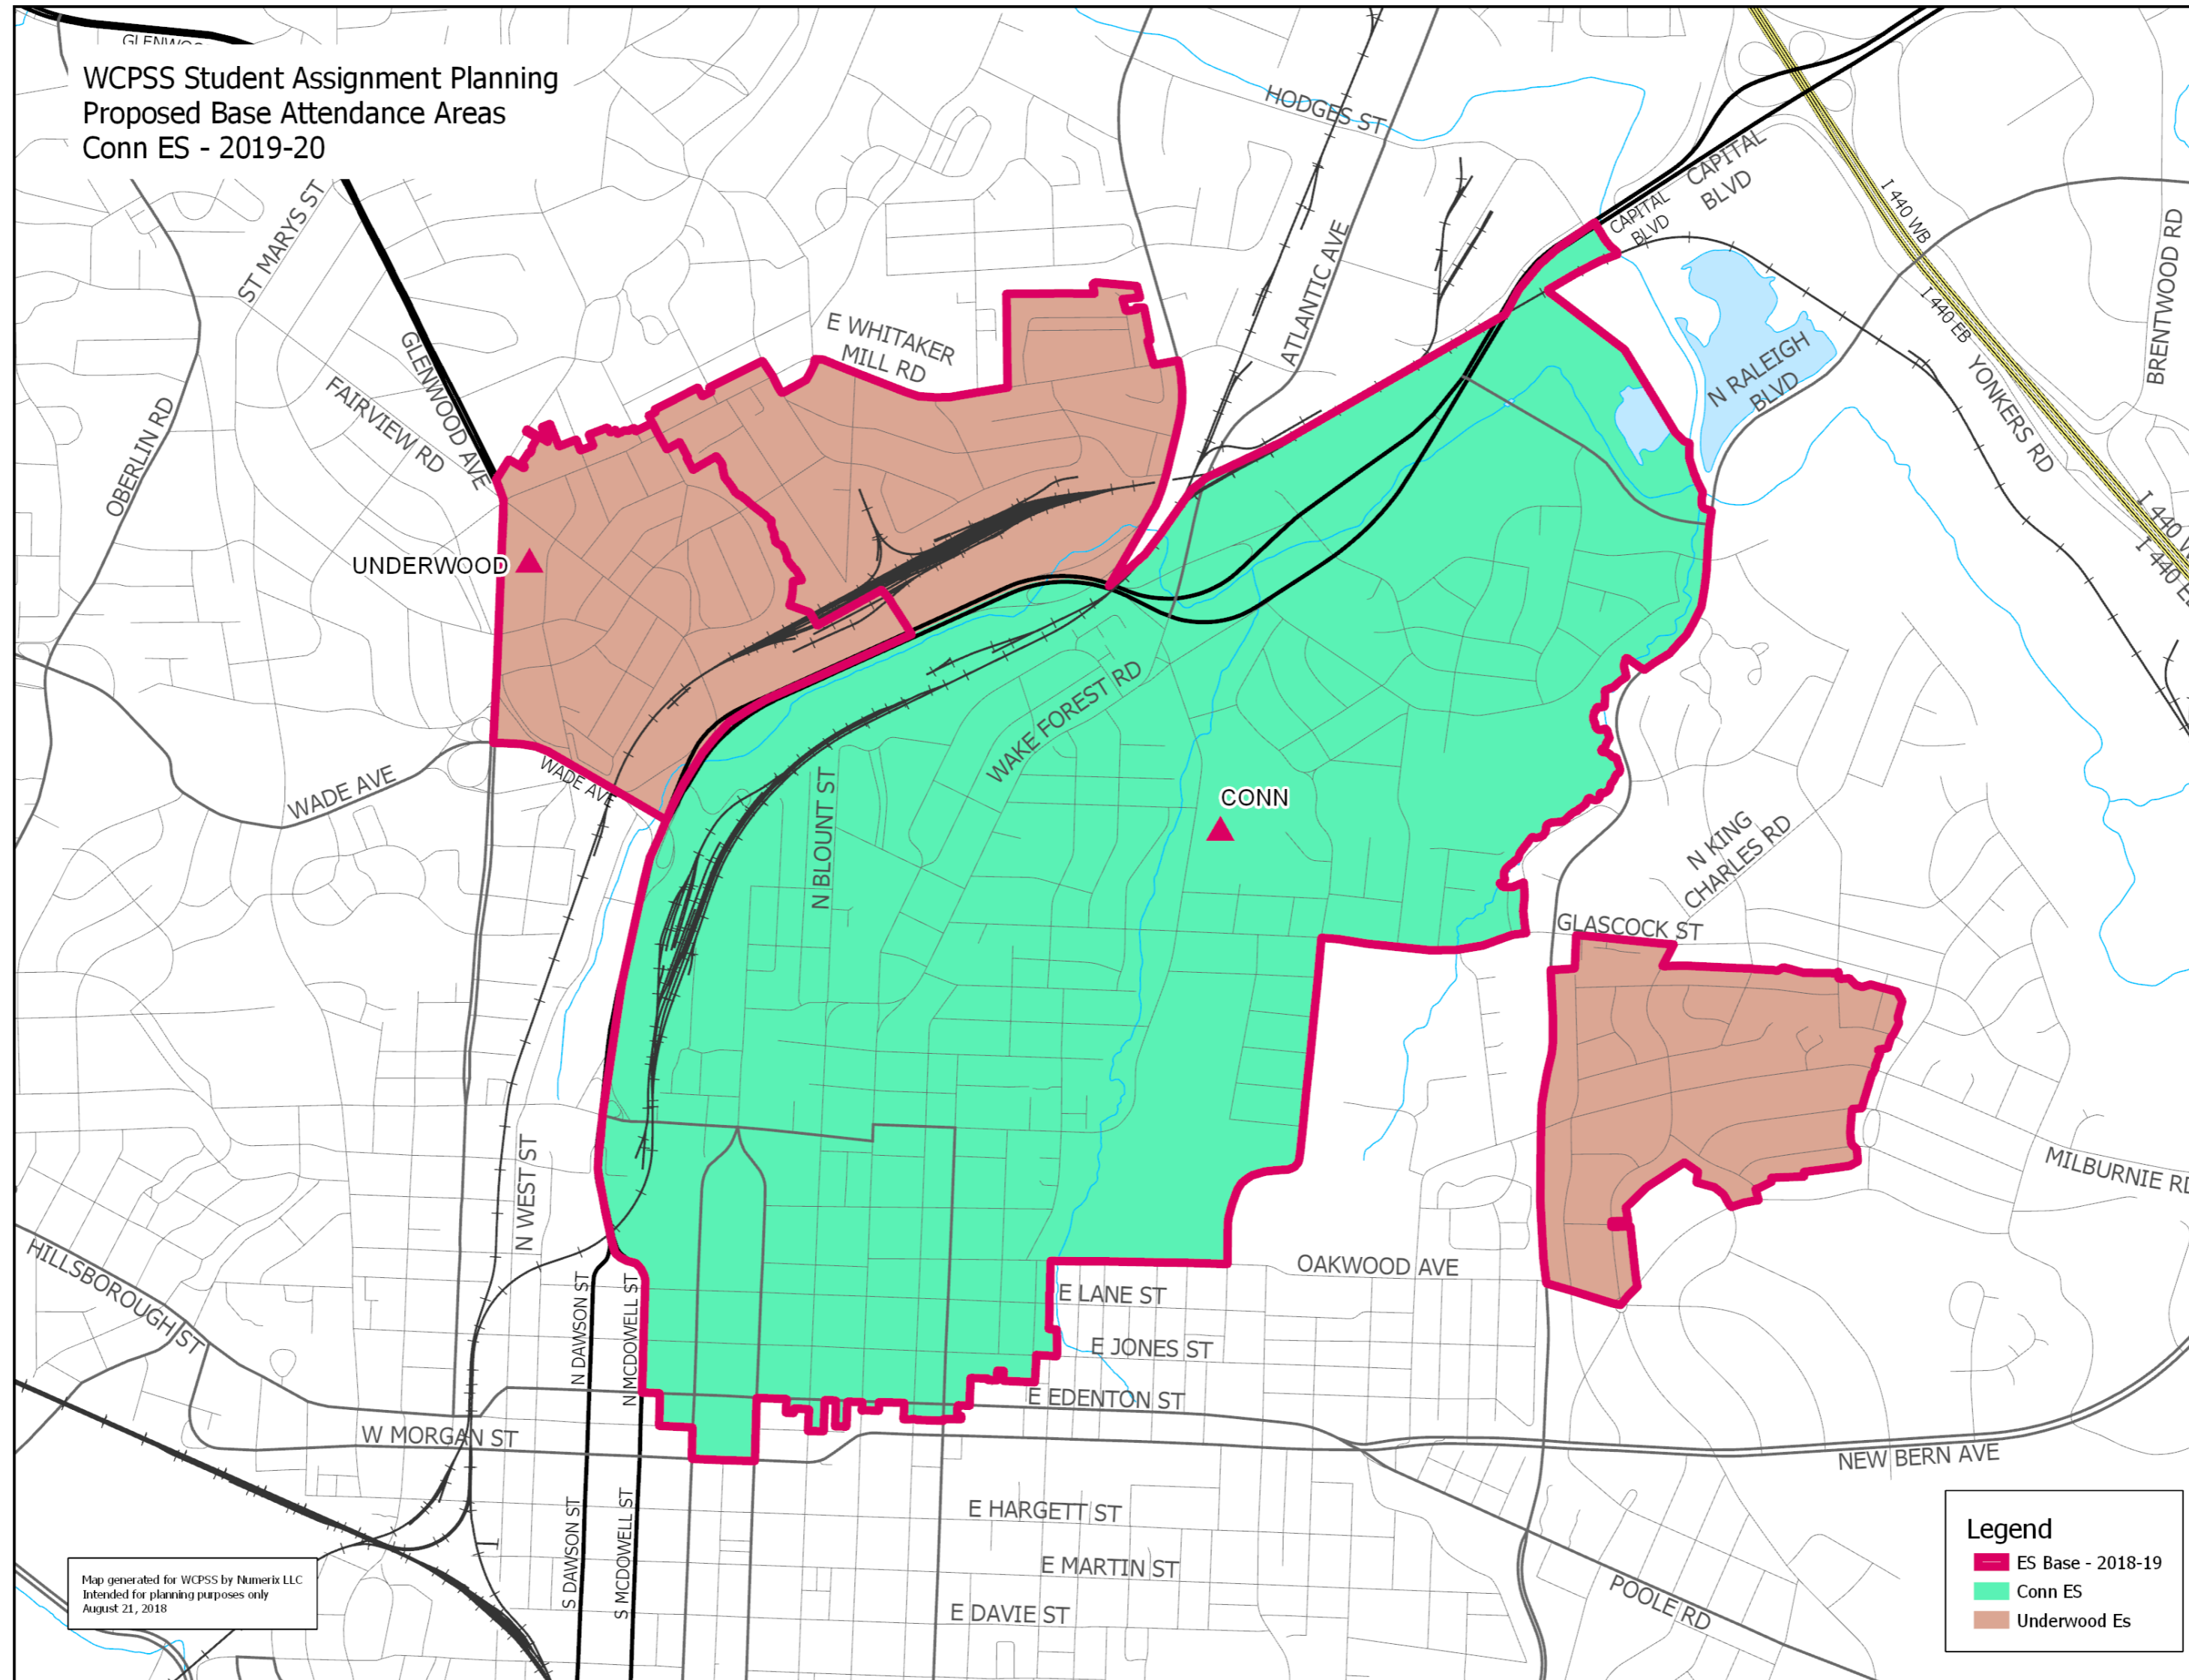 GLENWOO
WCPSS Student Assignment Planning
Proposed Base Attendance Areas
Conn ES - 2019-20
HODGES ST
CAPITAL
BLVD
CAPITAL
BLVD
I 440 WB
I 440 EB
BRENTWOOD RD
ST MARYS ST
ATLANTIC AVE
E WHITAKER
MILL RD
GLENWOOD AVE
FAIRVIEW RD
OBERLIN RD
N RALEIGH
BLVD
YONKERS RD
I 440 W
I 440 EB
UNDERWOOD
WAKE FOREST RD
WADE AVE
WADE AVE
N BLOUNT ST
CONN
N KING
CHARLES RD
GLASCOCK ST
MILBURNIE RD
N WEST ST
HILLSBOROUGH ST
N DAWSON ST
N MCDOWELL ST
OAKWOOD AVE
E LANE ST
E JONES ST
E EDENTON ST
W MORGAN ST
NEW BERN AVE
S DAWSON ST
S MCDOWELL ST
E HARGETT ST
E MARTIN ST
E DAVIE ST
POOLE RD
Legend
ES Base - 2018-19
Conn ES
Underwood Es
Map generated for WCPSS by Numerix LLC
Intended for planning purposes only
August 21, 2018